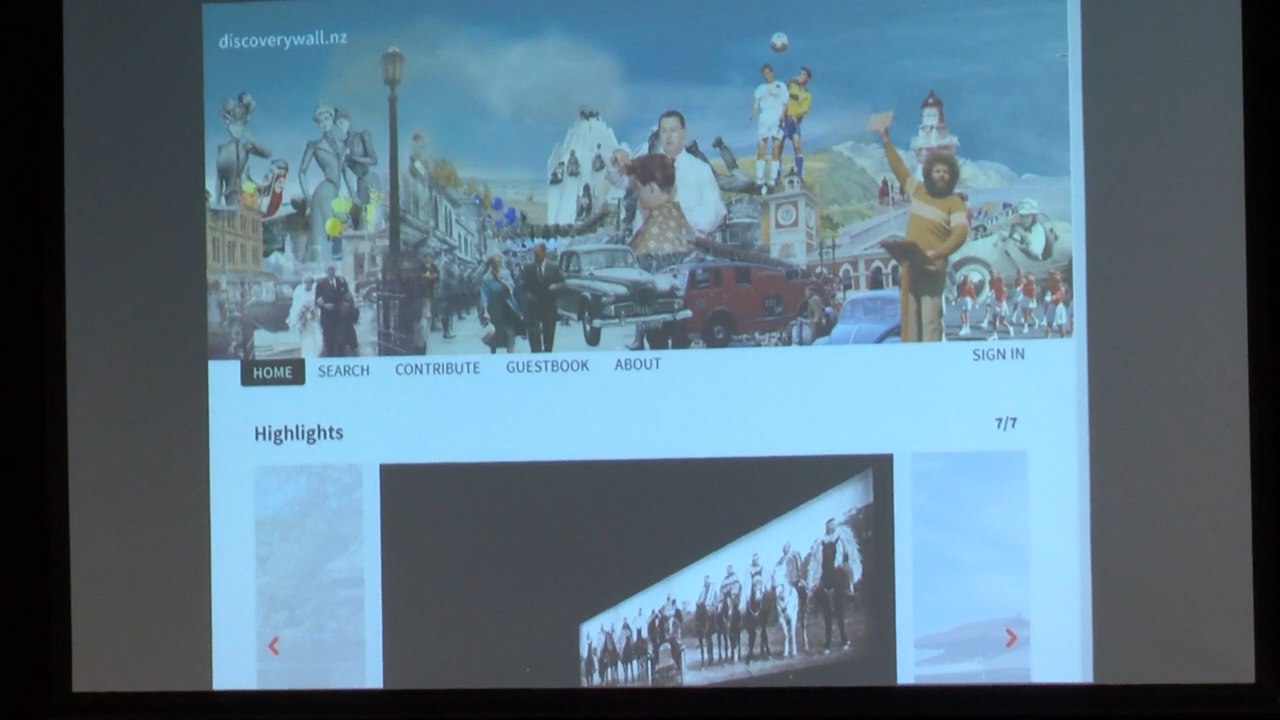 discoverywall.nz
HOME SEARCH CONTRIBUTE GUESTBOOK ABOUT SIGN IN
Highlights 7/7